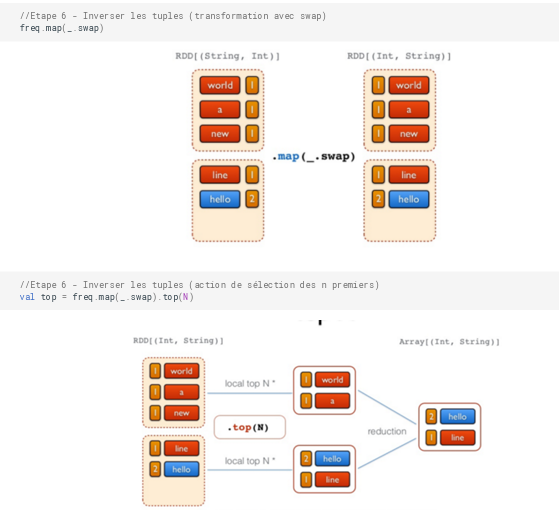 //Etape 6 - Inverser les tuples (transformation avec swap)
freq.map(_.swap)
RDD[(String, Int)]
RDD[(Int, String)]
world 1
1 world
a 1
1 a
new 1
1 new
.map(_.swap)
line 1
1 line
hello 2
2 hello
//Etape 6 - Inverser les tuples (action de sélection des n premiers)
val top = freq.map(_.swap).top(N)
RDD[(Int, String)]
Array[(Int, String)]
1 world
1 a
1 new
local top N *
1 world
1 a
.top(N)
reduction
2 hello
1 line
1 line
2 hello
local top N *
2 hello
1 line